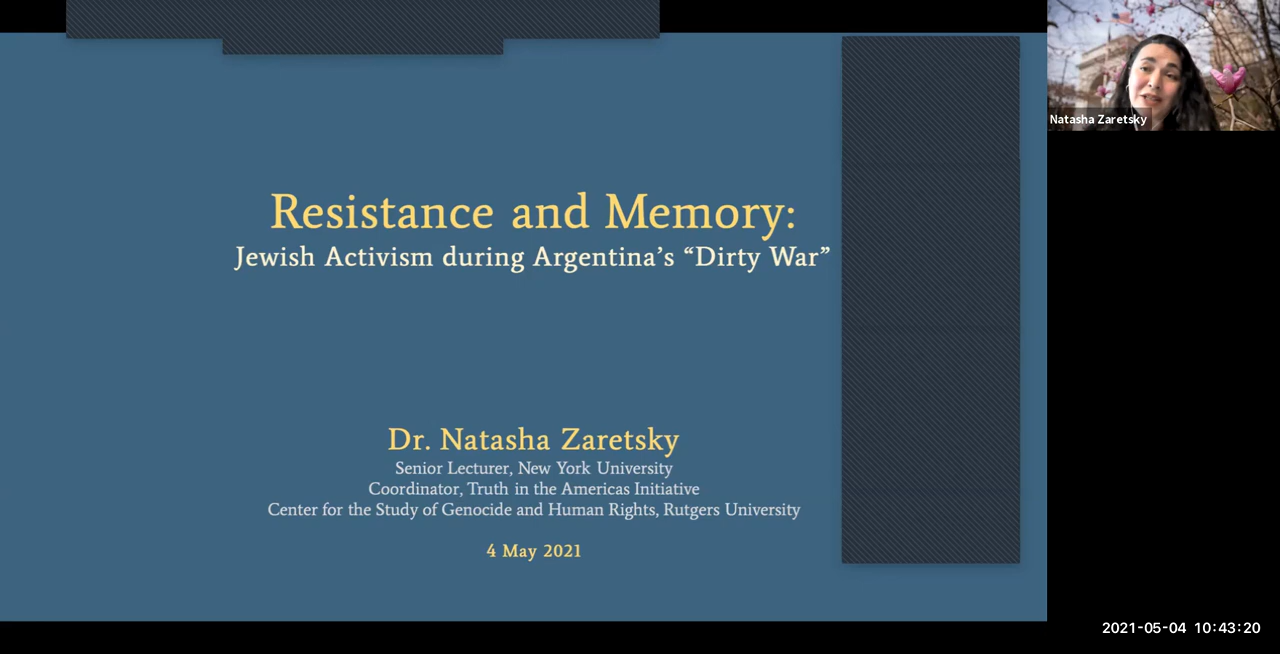 Resistance and Memory:
Jewish Activism during Argentina’s “Dirty War”
Dr. Natasha Zaretsky
Senior Lecturer, New York University
Coordinator, Truth in the Americas Initiative
Center for the Study of Genocide and Human Rights, Rutgers University
4 May 2021
Natasha Zaretsky
2021-05-04 10:43:20